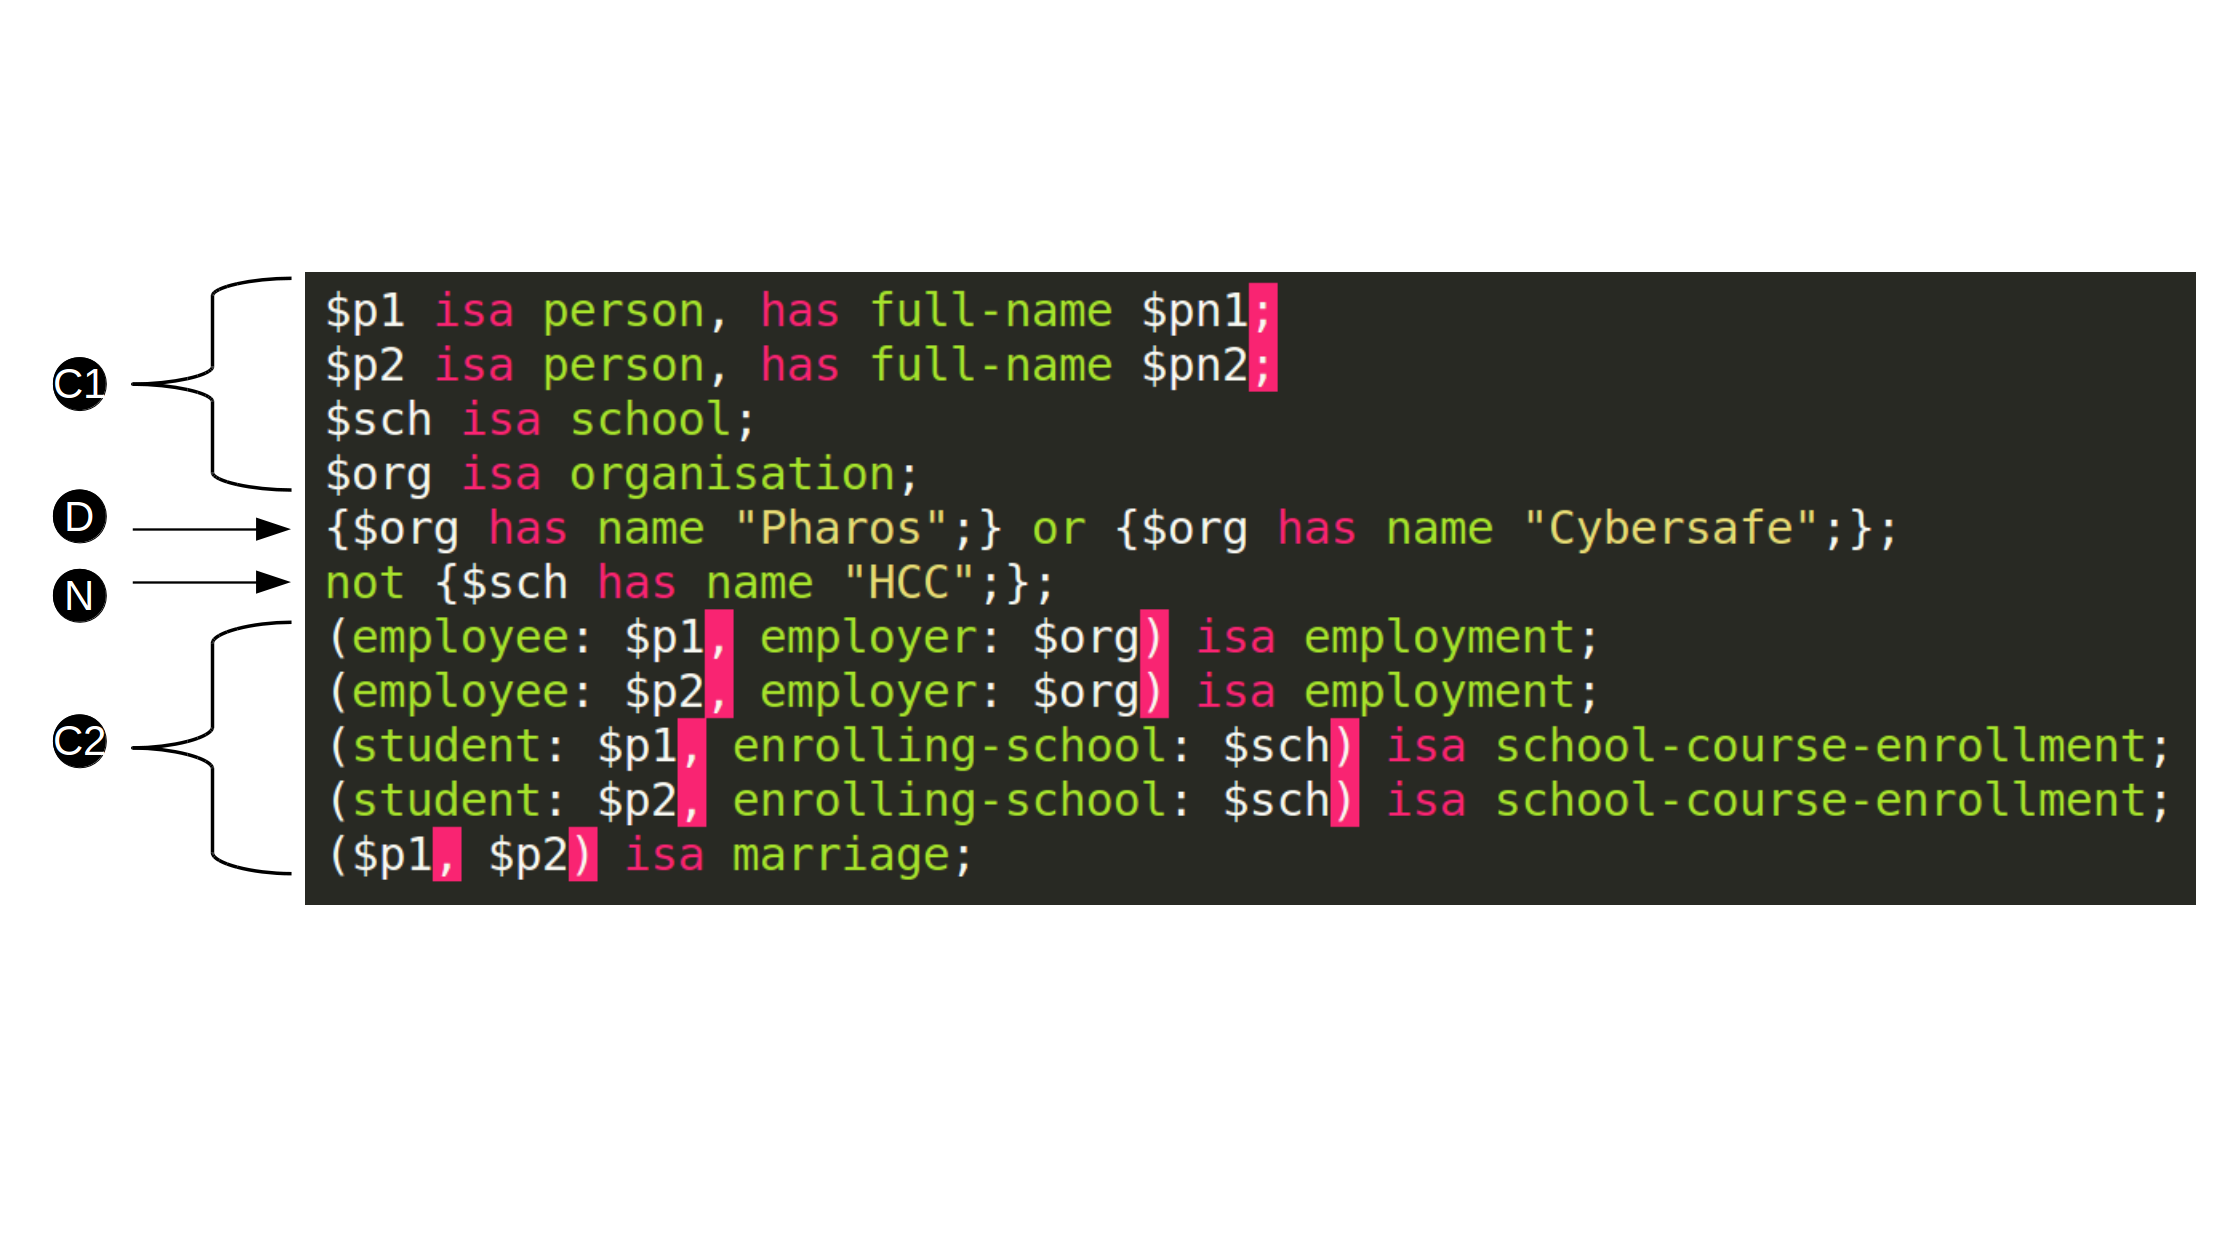 C1
D
N
C2
$p1 isa person, has full-name $pn1;
$p2 isa person, has full-name $pn2;
$sch isa school;
$org isa organisation;
{$org has name "Pharos";} or {$org has name "Cybersafe";};
not {$sch has name "HCC";};
(employee: $p1, employer: $org) isa employment;
(employee: $p2, employer: $org) isa employment;
(student: $p1, enrolling-school: $sch) isa school-course-enrollment;
(student: $p2, enrolling-school: $sch) isa school-course-enrollment;
($p1, $p2) isa marriage;